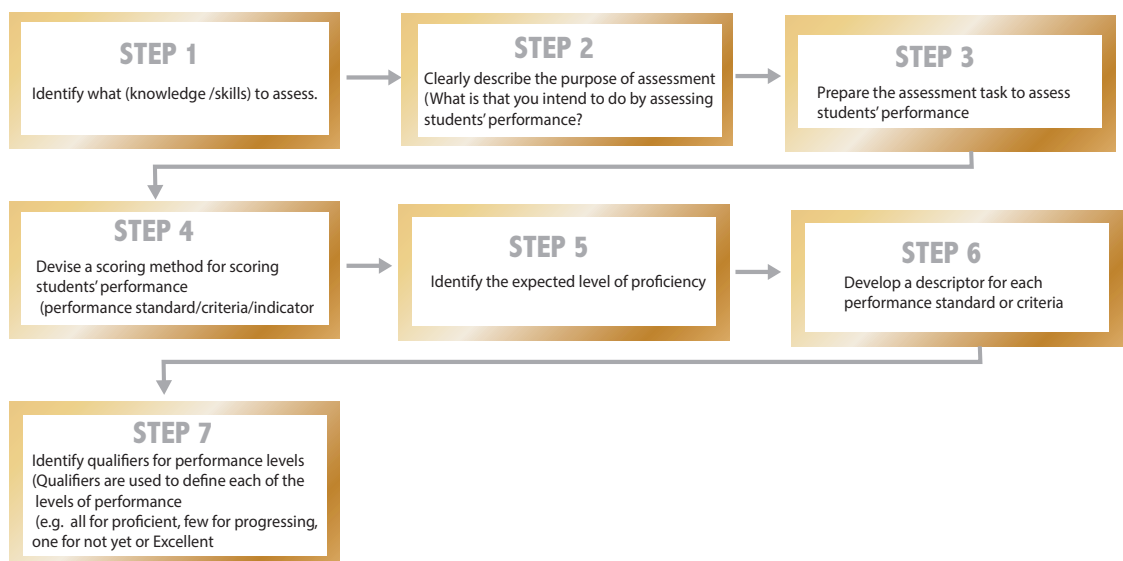 STEP 1
Identify what (knowledge /skills) to assess.
STEP 2
Clearly describe the purpose of assessment
(What is that you intend to do by assessing
students' performance?
STEP 3
Prepare the assessment task to assess
students' performance
STEP 4
Devise a scoring method for scoring
students' performance
(performance standard/criteria/indicator
STEP 5
Identify the expected level of proficiency
STEP 6
Develop a descriptor for each
performance standard or criteria
STEP 7
Identify qualifiers for performance levels
(Qualifiers are used to define each of the
levels of performance
(e.g. all for proficient, few for progressing,
one for not yet or Excellent